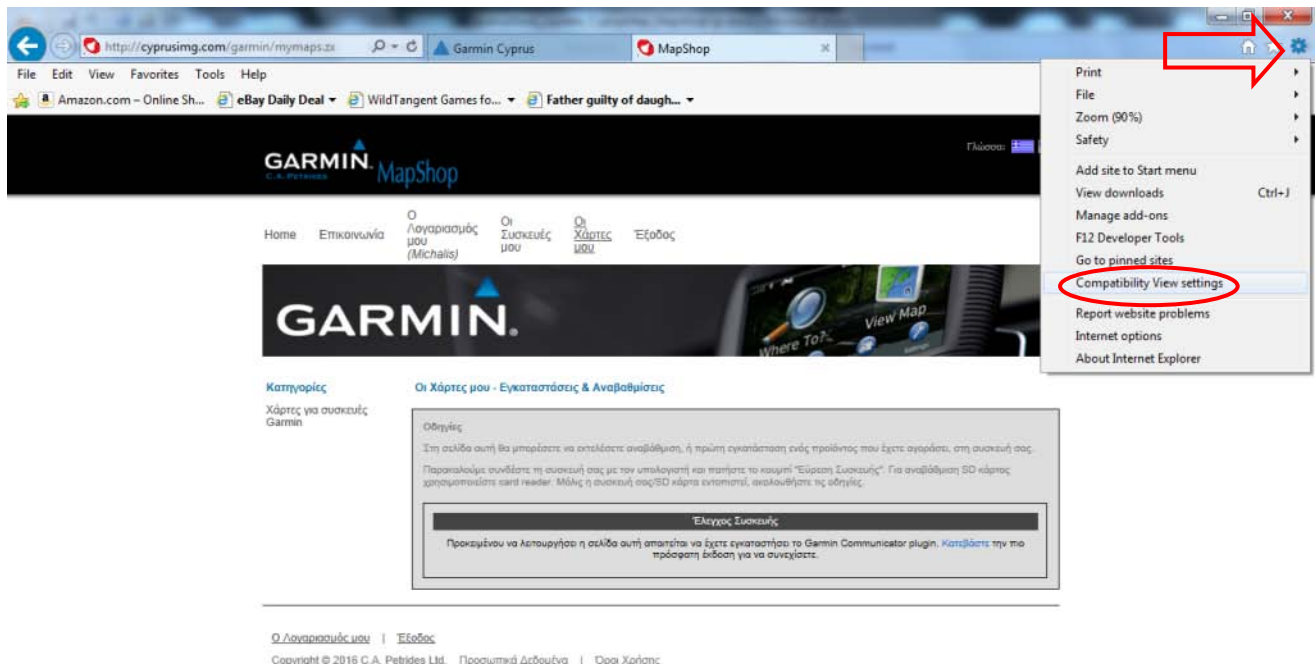 http://cyprusimg.com/garmin/mymaps.zx
Garmin Cyprus
MapShop
File Edit View Favorites Tools Help
Amazon.com – Online Sh... eBay Daily Deal WildTangent Games fo... Father guilty of daugh...
Print
File
Zoom (90%)
Safety
Add site to Start menu
View downloads Ctrl+J
Manage add-ons
F12 Developer Tools
Go to pinned sites
Compatibility View settings
Report website problems
Internet options
About Internet Explorer
GARMIN. MapShop
C.A. PETRIDES
Γλώσσα:
Home Επικοινωνία Ο Λογαριασμός μου (Michalis) Οι Συσκευές μου Οι Χάρτες μου Έξοδος
GARMIN.
Where To?
View Map
Settings
Κατηγορίες
Χάρτες για συσκευές
Garmin
Οι Χάρτες μου - Εγκαταστάσεις & Αναβαθμίσεις
Οδηγίες
Στη σελίδα αυτή θα μπορέσετε να εκτελέσετε αναβάθμιση, ή πρώτη εγκατάσταση ενός προϊόντος που έχετε αγοράσει, στη συσκευή σας.
Παρακαλούμε συνδέστε τη συσκευή σας με τον υπολογιστή και πατήστε το κουμπί "Εύρεση Συσκευής". Για αναβάθμιση SD κάρτας
χρησιμοποιείστε card reader. Μόλις η συσκευή σας/SD κάρτα εντοπιστεί, ακολουθήστε τις οδηγίες.
Έλεγχος Συσκευής
Προκειμένου να λειτουργήσει η σελίδα αυτή απαιτείται να έχετε εγκαταστήσει το Garmin Communicator plugin. Κατεβάστε την πιο
πρόσφατη έκδοση για να συνεχίσετε.
Ο Λογαριασμός μου | Έξοδος
Copyright © 2016 C.A. Petrides Ltd. Προσωπικά Δεδομένα | Όροι Χρήσης